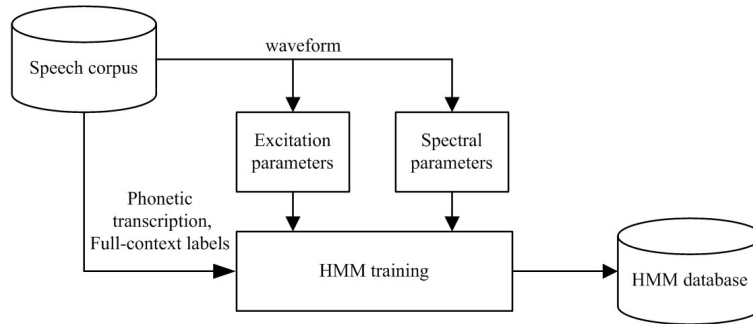 waveform
Speech corpus
Excitation
parameters
Spectral
parameters
Phonetic
transcription,
Full-context labels
HMM training
HMM database